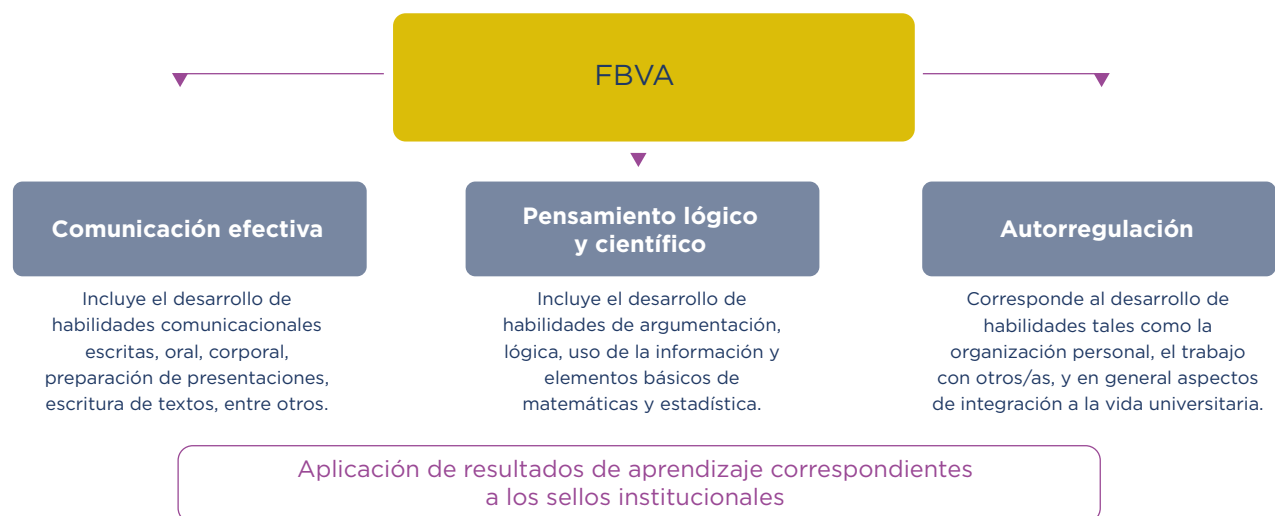 FBVA
Comunicación efectiva
Incluye el desarrollo de
habilidades comunicacionales
escritas, oral, corporal,
preparación de presentaciones,
escritura de textos, entre otros.
Pensamiento lógico
y científico
Incluye el desarrollo de
habilidades de argumentación,
lógica, uso de la información y
elementos básicos de
matemáticas y estadística.
Autorregulación
Corresponde al desarrollo de
habilidades tales como la
organización personal, el trabajo
con otros/as, y en general aspectos
de integración a la vida universitaria.
Aplicación de resultados de aprendizaje correspondientes
a los sellos institucionales